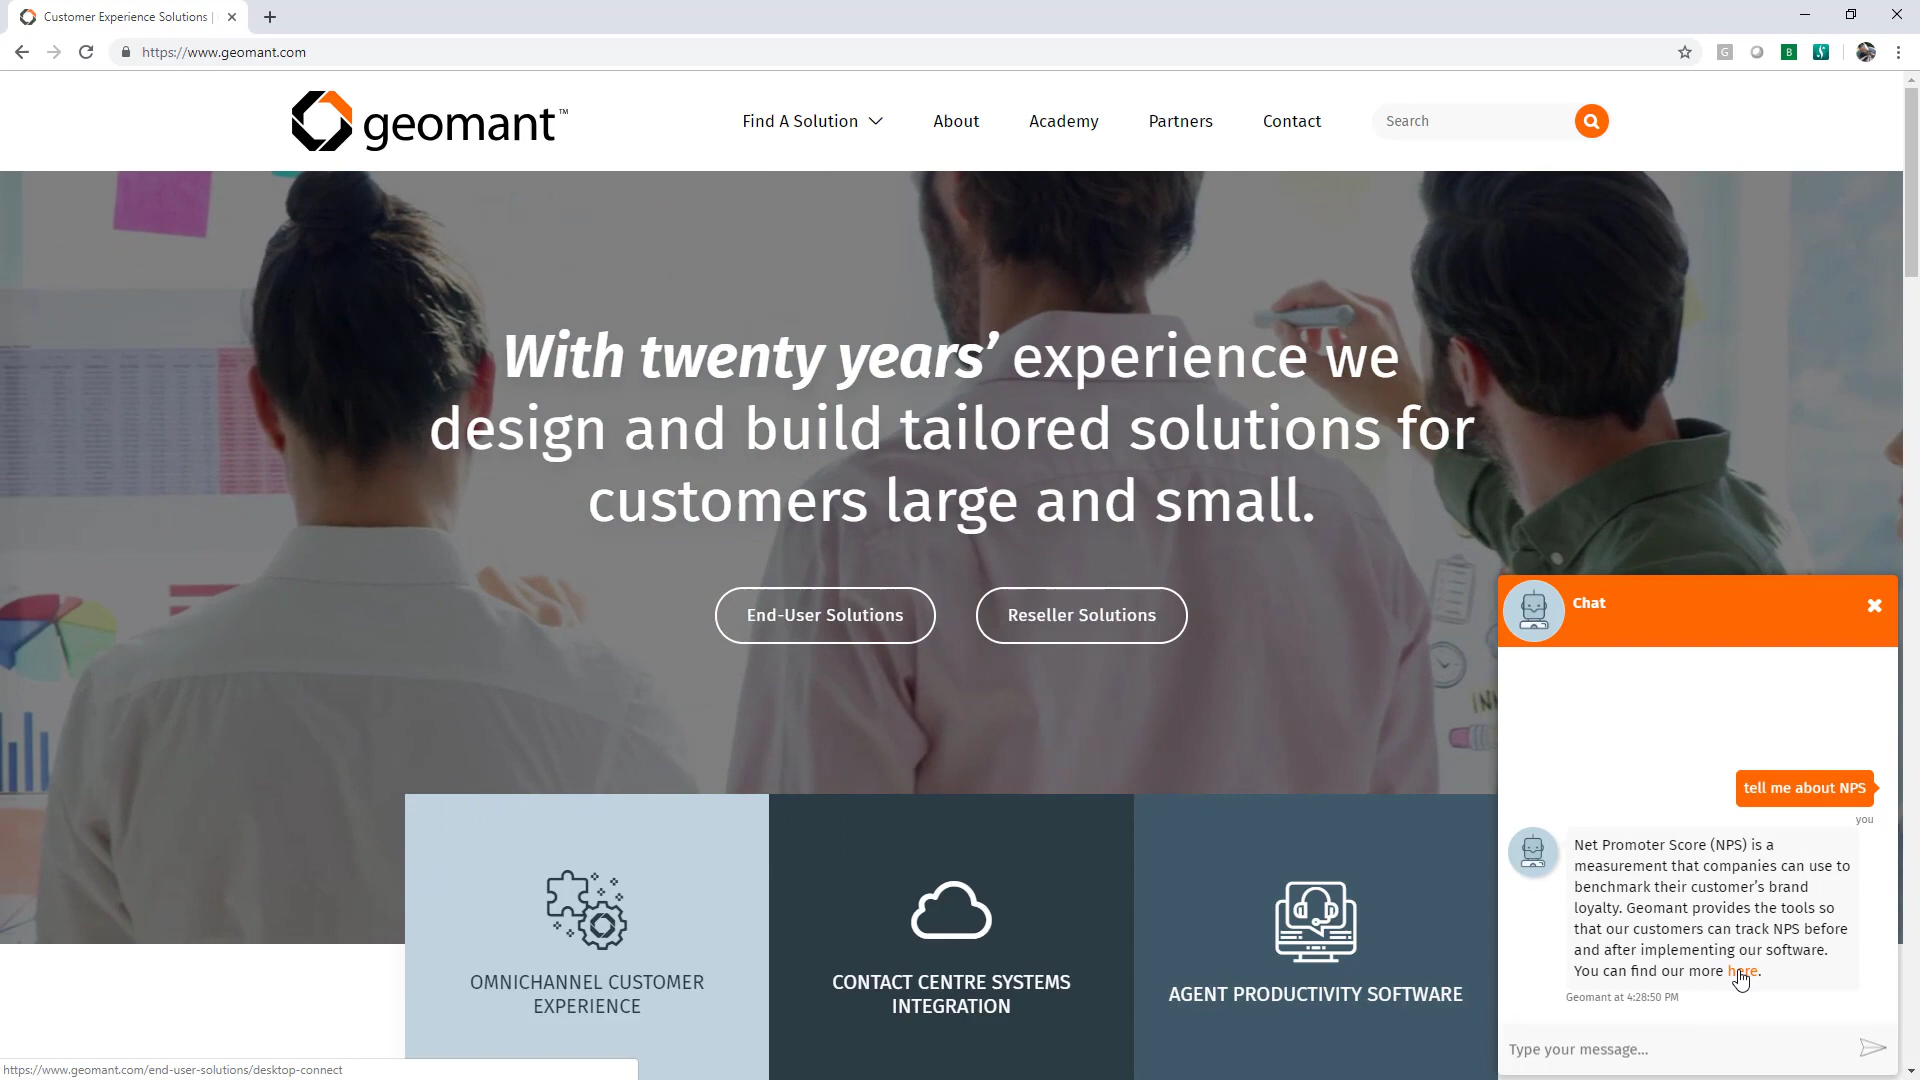 Customer Experience Solutions |
https://www.geomant.com
G
B
geomant™
Find A Solution
About
Academy
Partners
Contact
Search
With twenty years’ experience we
design and build tailored solutions for
customers large and small.
End-User Solutions
Reseller Solutions
OMNICHANNEL CUSTOMER
EXPERIENCE
CONTACT CENTRE SYSTEMS
INTEGRATION
AGENT PRODUCTIVITY SOFTWARE
Chat
tell me about NPS
you
Net Promoter Score (NPS) is a
measurement that companies can use to
benchmark their customer’s brand
loyalty. Geomant provides the tools so
that our customers can track NPS before
and after implementing our software.
You can find our more here.
Geomant at 4:28:50 PM
Type your message...
https://www.geomant.com/end-user-solutions/desktop-connect